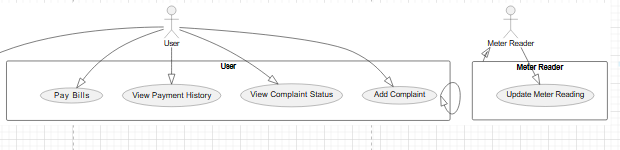 User
Meter Reader
User
Meter Reader
Pay Bills
View Payment History
View Complaint Status
Add Complaint
Update Meter Reading